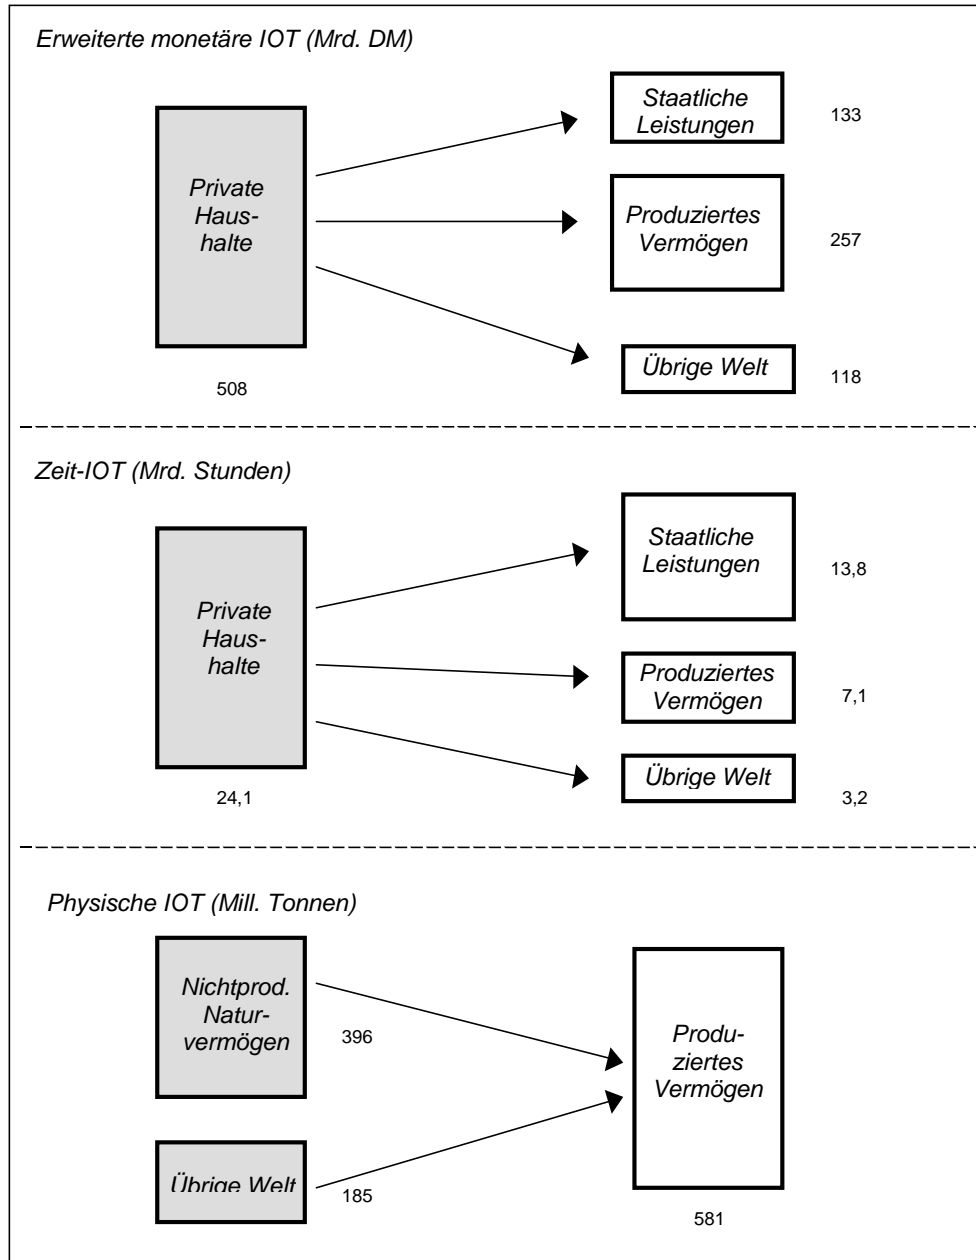 Erweiterte monetäre IOT (Mrd. DM)
Staatliche
Leistungen
133
Private
Haus-
halte
Produziertes
Vermögen
257
Übrige Welt
118
508
Zeit-IOT (Mrd. Stunden)
Staatliche
Leistungen
13,8
Private
Haus-
halte
Produziertes
Vermögen
7,1
Übrige Welt
24,1
3,2
Physische IOT (Mill. Tonnen)
Nichtprod.
Natur-
vermögen
396
Produ-
ziertes
Vermögen
Übrige Welt
185
581